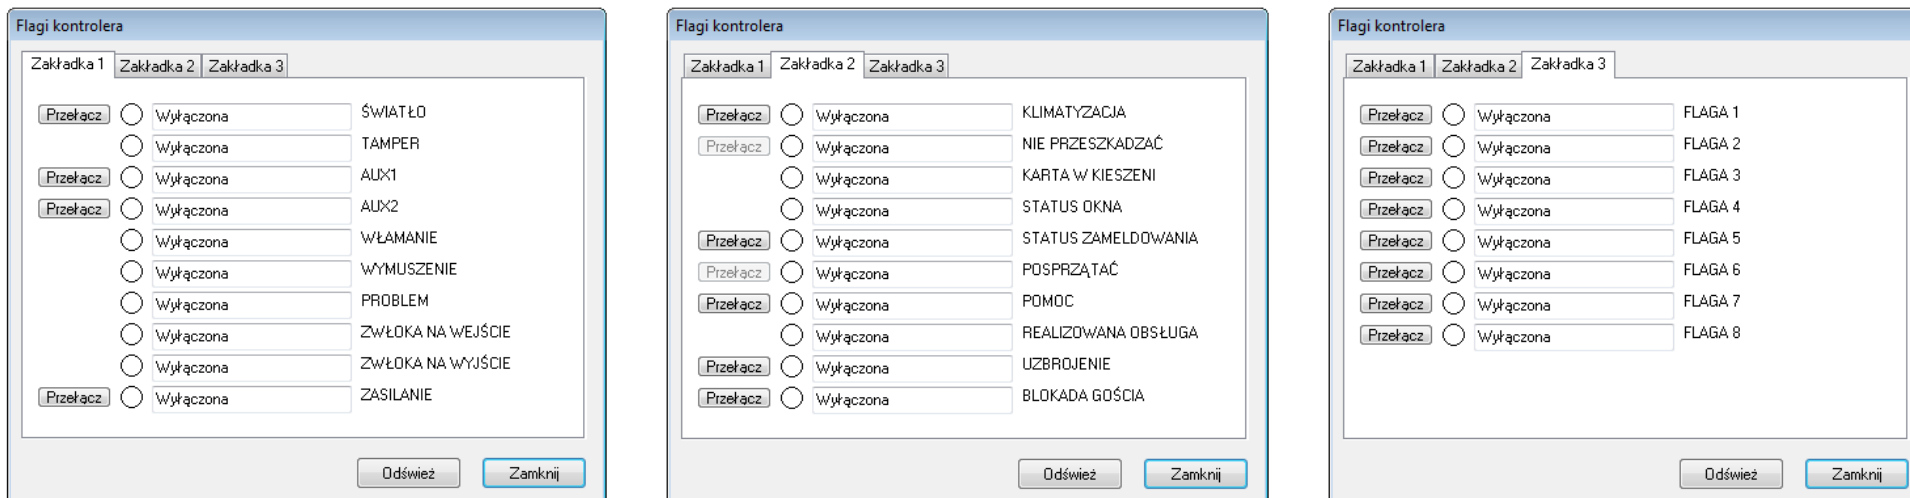 Flagi kontrolera
Zakładka 1 Zakładka 2 Zakładka 3
Przełącz Wyłączona ŚWIATŁO
Wyłączona TAMPER
Przełącz Wyłączona AUX1
Przełącz Wyłączona AUX2
Wyłączona WŁAMANIE
Wyłączona WYMUSZENIE
Wyłączona PROBLEM
Wyłączona ZWŁOKA NA WEJŚCIE
Wyłączona ZWŁOKA NA WYJŚCIE
Przełącz Wyłączona ZASILANIE
Odśwież Zamknij
Flagi kontrolera
Zakładka 1 Zakładka 2 Zakładka 3
Przełącz Wyłączona KLIMATYZACJA
Przełącz Wyłączona NIE PRZESZKADZAĆ
Wyłączona KARTA W KIESZENI
Wyłączona STATUS OKNA
Przełącz Wyłączona STATUS ZAMELDOWANIA
Przełącz Wyłączona POSPRZĄTAĆ
Przełącz Wyłączona POMOC
Wyłączona REALIZOWANA OBSŁUGA
Przełącz Wyłączona UZBROJENIE
Przełącz Wyłączona BLOKADA GOŚCIA
Odśwież Zamknij
Flagi kontrolera
Zakładka 1 Zakładka 2 Zakładka 3
Przełącz Wyłączona FLAGA 1
Przełącz Wyłączona FLAGA 2
Przełącz Wyłączona FLAGA 3
Przełącz Wyłączona FLAGA 4
Przełącz Wyłączona FLAGA 5
Przełącz Wyłączona FLAGA 6
Przełącz Wyłączona FLAGA 7
Przełącz Wyłączona FLAGA 8
Odśwież Zamknij